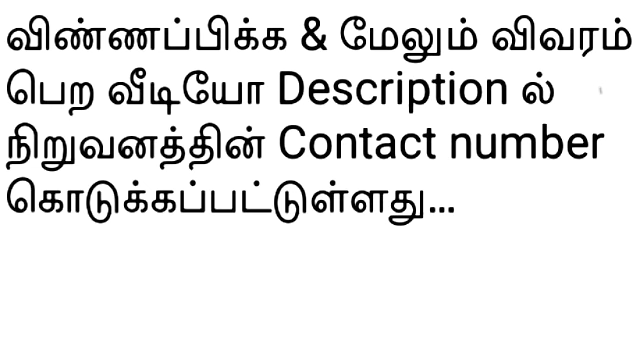 விண்ணப்பிக்க & மேலும் விவரம்
பெற வீடியோ Description ல்
நிறுவனத்தின் Contact number
கொடுக்கப்பட்டுள்ளது...